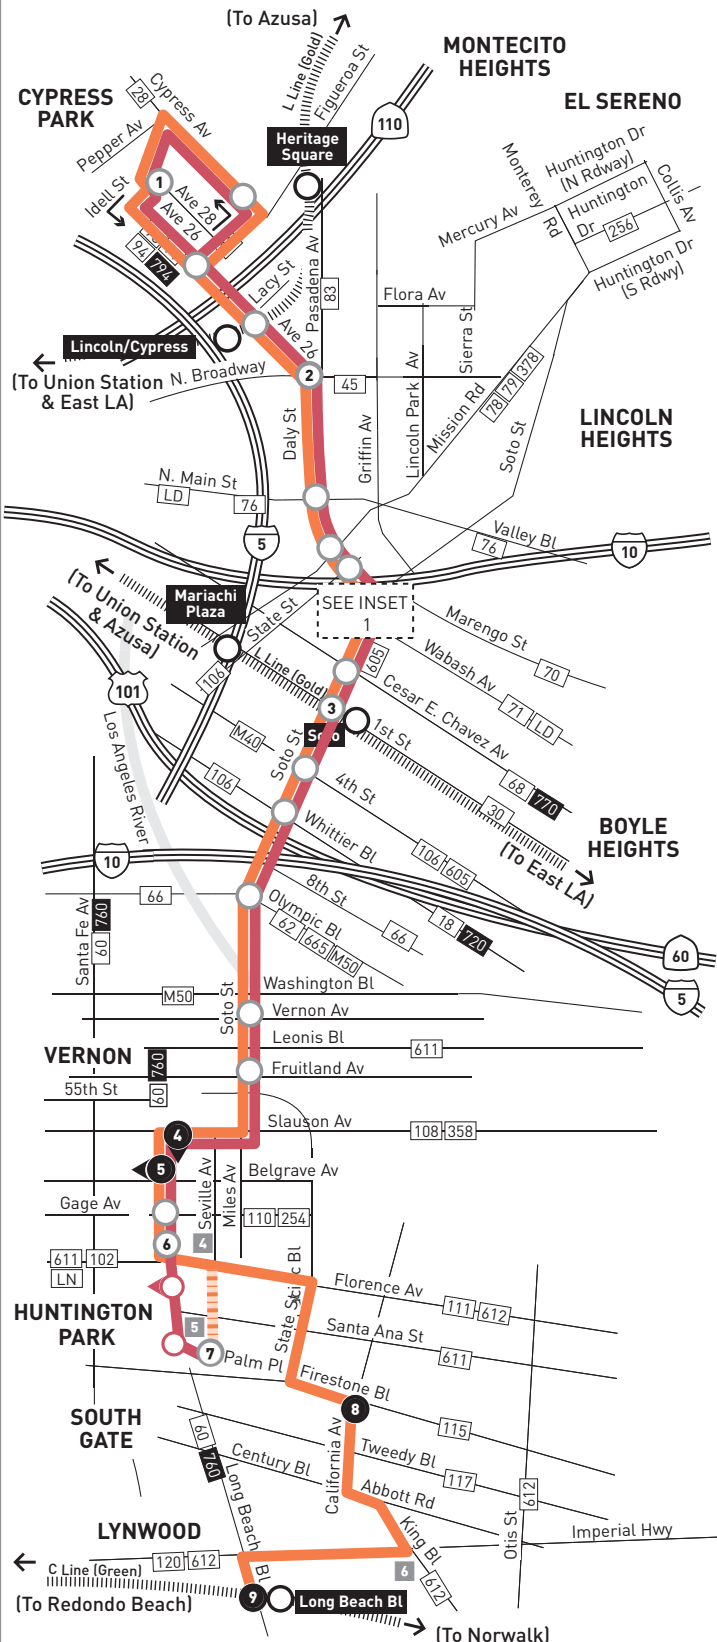 (To Azusa)
L Line (Gold)
Figueroa St
MONTECITO
HEIGHTS
CYPRESS
PARK
28
Cypress Av
Pepper Av
110
EL SERENO
Heritage
Square
Huntington Dr
(N Rdway)
Monterey
Rd
Collis Av
Huntington
Dr
256
Huntington Dr
(S Rdwy)
Mercury Av
1
Idell St
Ave 28
Ave 26
94
794
Lacy St
Pasadena Av
83
Flora Av
Sierra St
Ave 26
Lincoln/Cypress
(To Union Station
& East LA)
N. Broadway
2
45
Lincoln Park Av
Mission Rd
78
79
378
LINCOLN
HEIGHTS
Daly St
Griffin Av
Soto St
N. Main St
LD
76
5
Valley Bl
76
10
(To Union Station
& Azusa)
Mariachi
Plaza
State St
SEE INSET
1
Marengo St
70
106
L Line (Gold)
605
Wabash Av
71
LD
101
Cesar E. Chavez Av
68
770
Los Angeles River
M40
3
Soto
1st St
30
Soto St
106
4th St
106
605
(To East LA)
BOYLE
HEIGHTS
Whittier Bl
18
720
10
8th St
66
66
Olympic Bl
62
665
M50
60
5
Santa Fe Av
60
760
Washington Bl
M50
Soto St
Vernon Av
Leonis Bl
611
VERNON
760
60
Fruitland Av
55th St
4
Slauson Av
108
358
5
Seville Av
Miles Av
Belgrave Av
Gage Av
110
254
6
4
611
102
LN
Florence Av
111
612
HUNTINGTON
PARK
5
Santa Ana St
611
7
Palm Pl
Firestone Bl
115
8
SOUTH
GATE
60
760
Long Beach Bl
Century Bl
California Av
Tweedy Bl
117
Abbott Rd
612
Otis St
LYNWOOD
King Bl
612
Imperial Hwy
120
612
6
C Line (Green)
(To Redondo Beach)
9
Long Beach Bl
(To Norwalk)